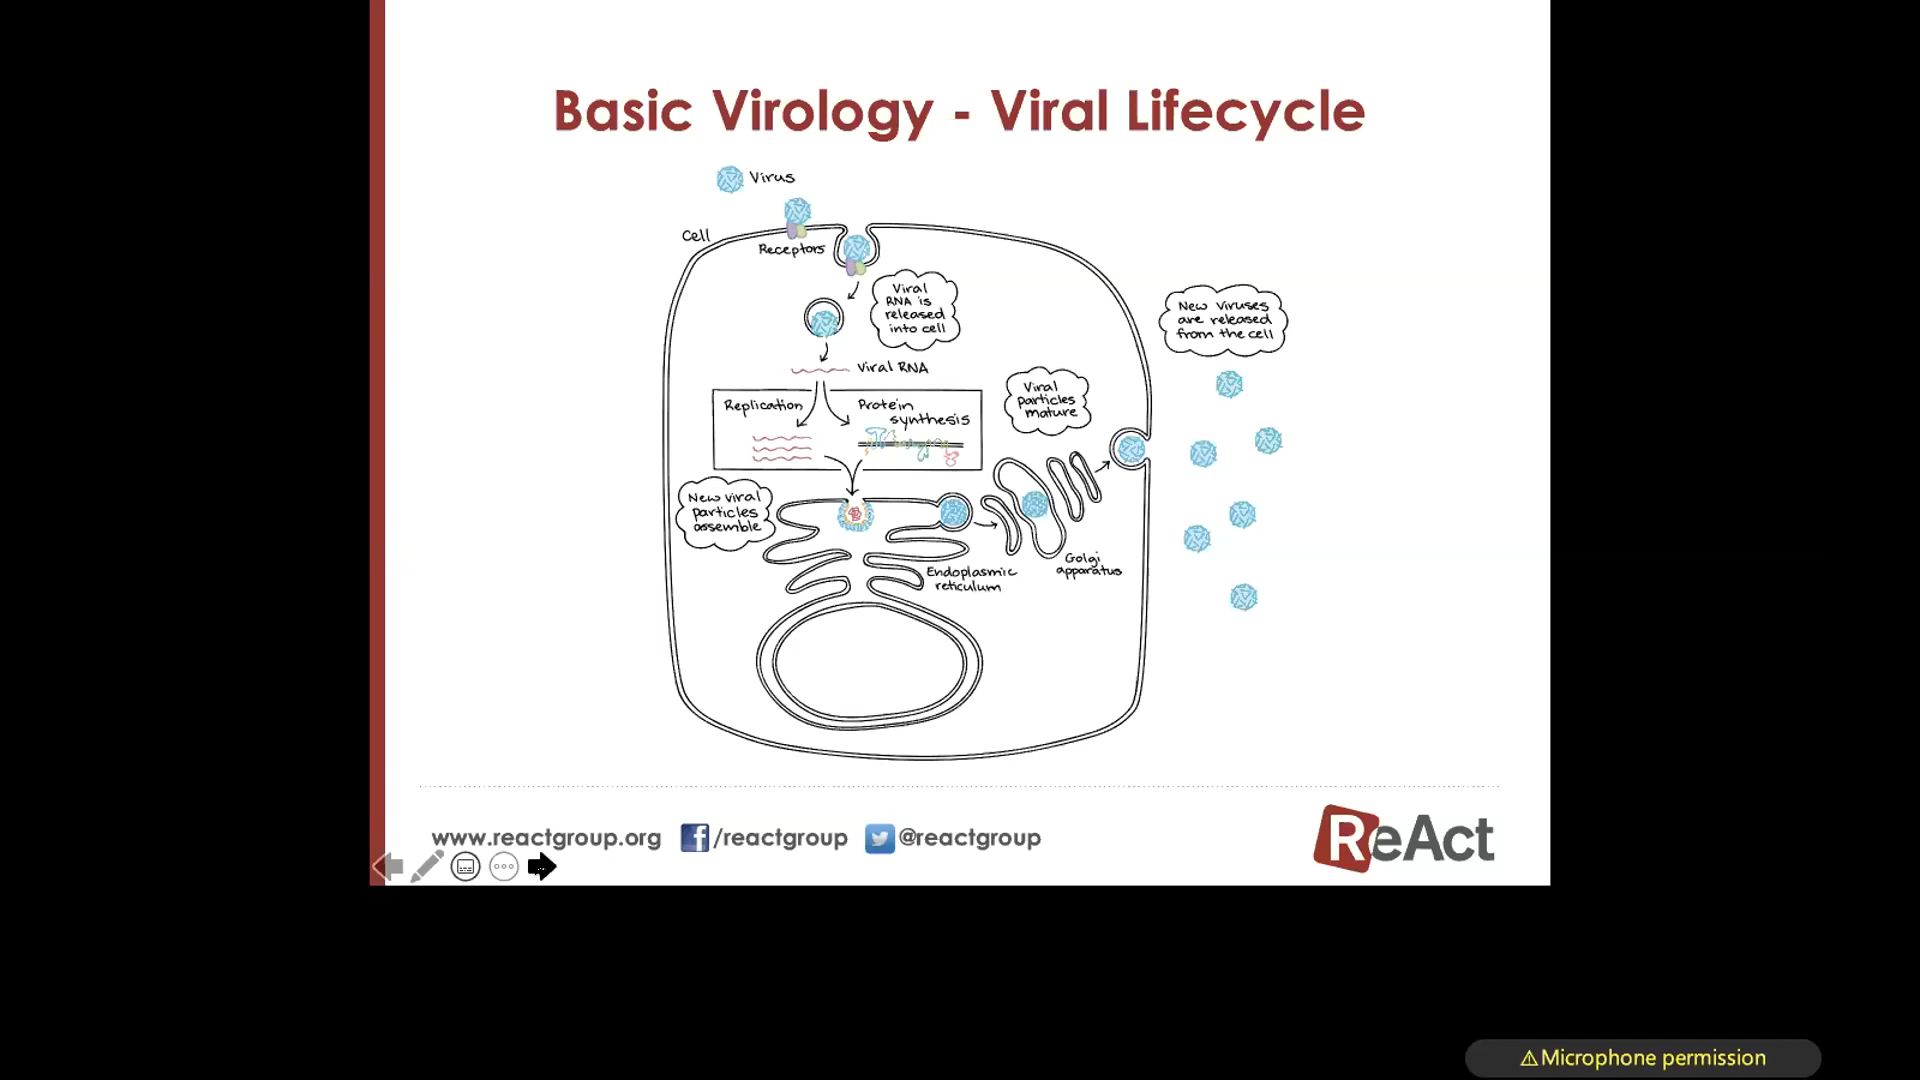 Basic Virology - Viral Lifecycle
Virus
Cell
Receptors
Viral
RNA is
released
into cell
Viral RNA
Replication
Protein
synthesis
Viral
particles
mature
New viruses
are released
from the cell
New viral
particles
assemble
Endoplasmic
reticulum
Golgi
apparatus
www.reactgroup.org
/reactgroup
@reactgroup
ReAct
Microphone permission